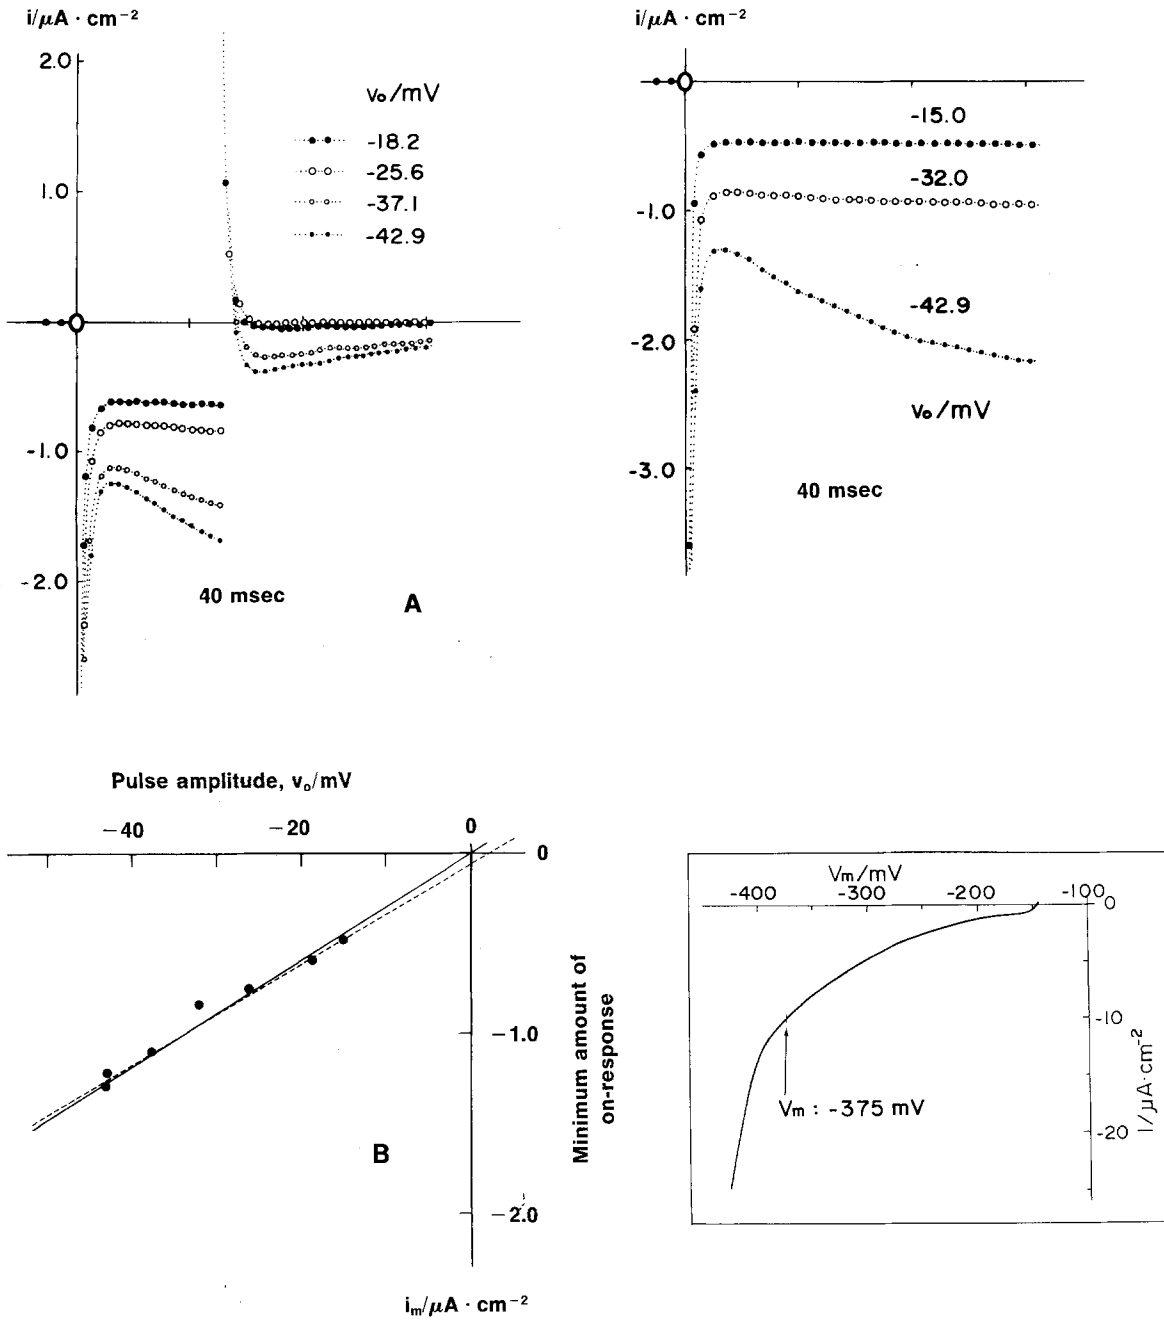 i/μA · cm⁻²
2.0
1.0
-1.0
-2.0
v₀/mV
-18.2
-25.6
-37.1
-42.9
40 msec
A
i/μA · cm⁻²
-1.0
-2.0
-3.0
-15.0
-32.0
-42.9
v₀/mV
40 msec
Pulse amplitude, v₀/mV
−40
−20
0
0
−1.0
−2.0
B
Minimum amount of
on-response
iₘ/μA · cm⁻²
Vₘ/mV
-400
-300
-200
-100
0
-10
-20
I/μA·cm⁻²
Vₘ : -375 mV